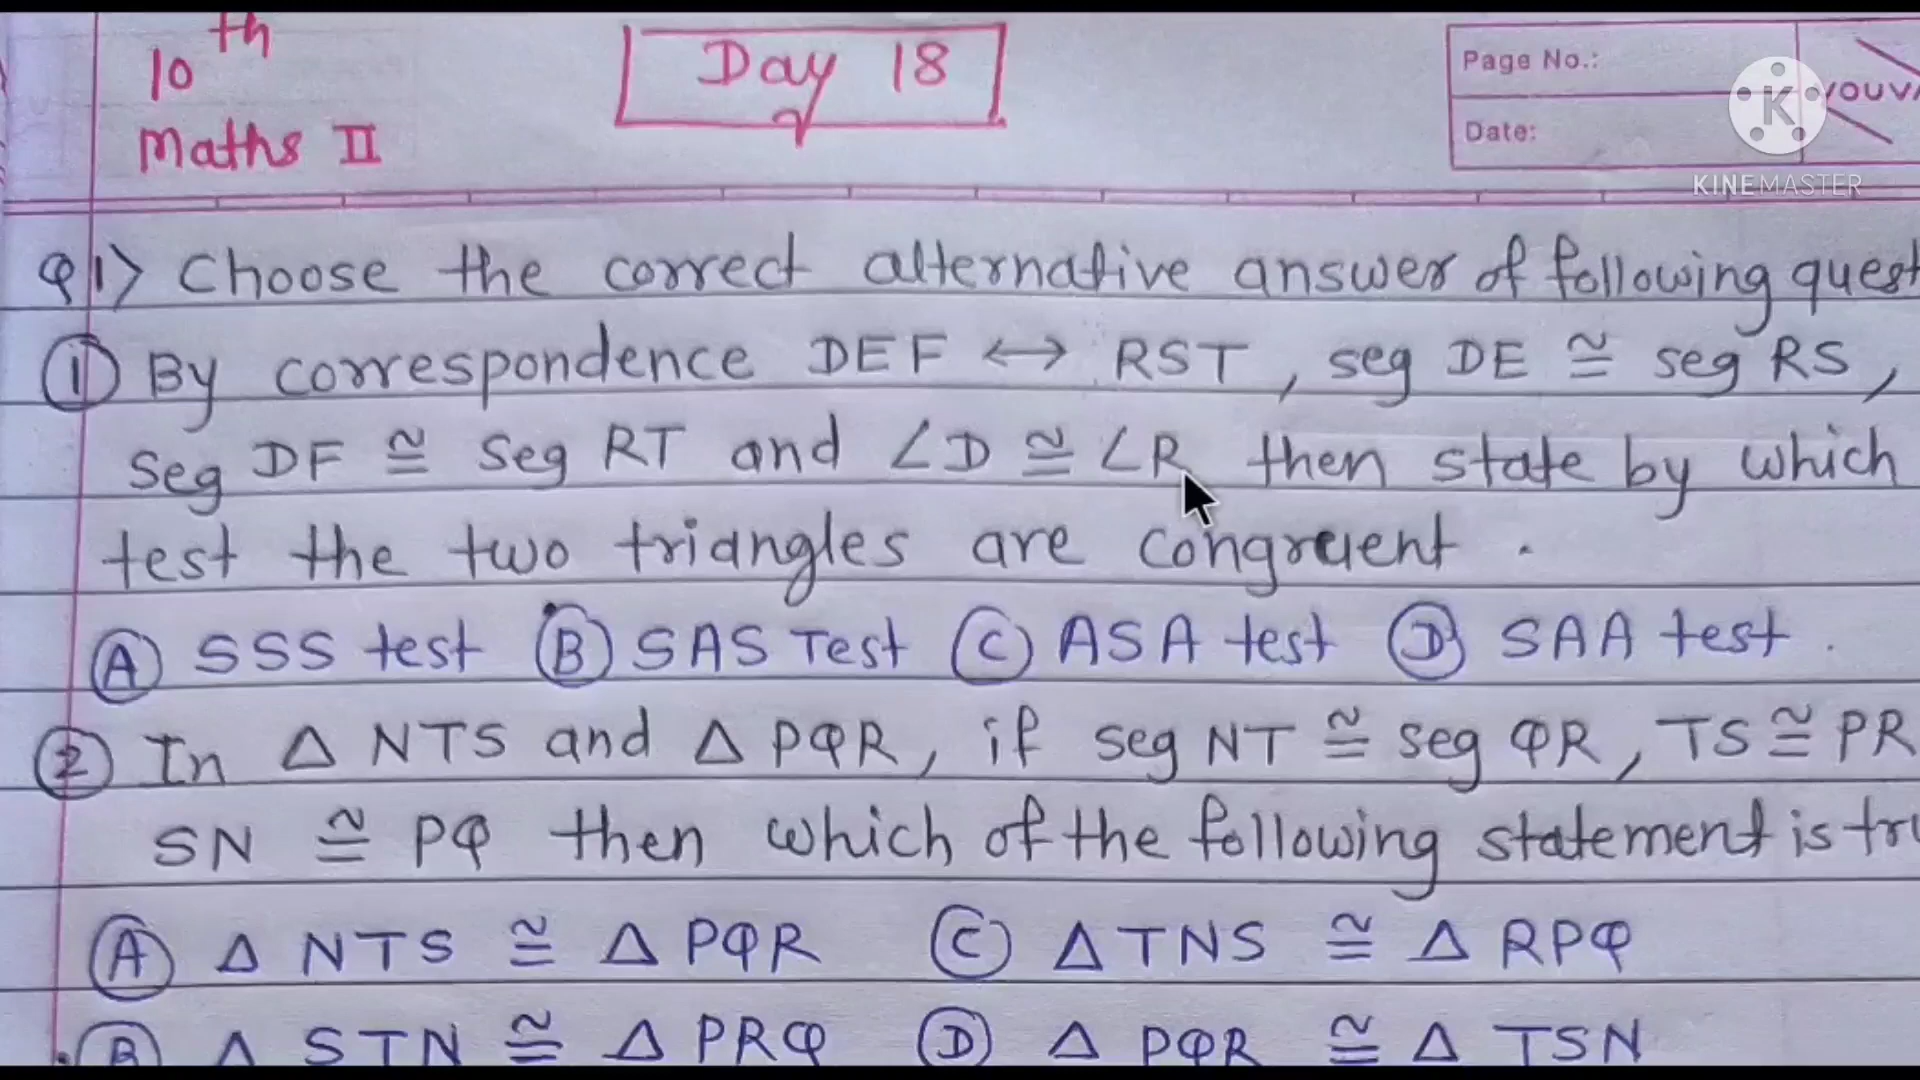 10th
Maths II
Day 18
Page No.:
Date:
YOUVA
K
KINEMASTER
Q1> Choose the correct alternative answer of following quest
① By correspondence DEF ↔ RST, seg DE ≅ seg RS,
seg DF ≅ seg RT and ∠D ≅ ∠R then state by which
test the two triangles are congruent.
Ⓐ SSS test Ⓑ SAS Test Ⓒ ASA test Ⓓ SAA test.
② In △ NTS and △ PQR, if seg NT ≅ seg QR, TS ≅ PR
SN ≅ PQ then which of the following statement is tru
Ⓐ △ NTS ≅ △ PQR Ⓒ △ TNS ≅ △ RPQ
Ⓑ △ STN ≅ △ PRQ Ⓓ △ PQR ≅ △ TSN